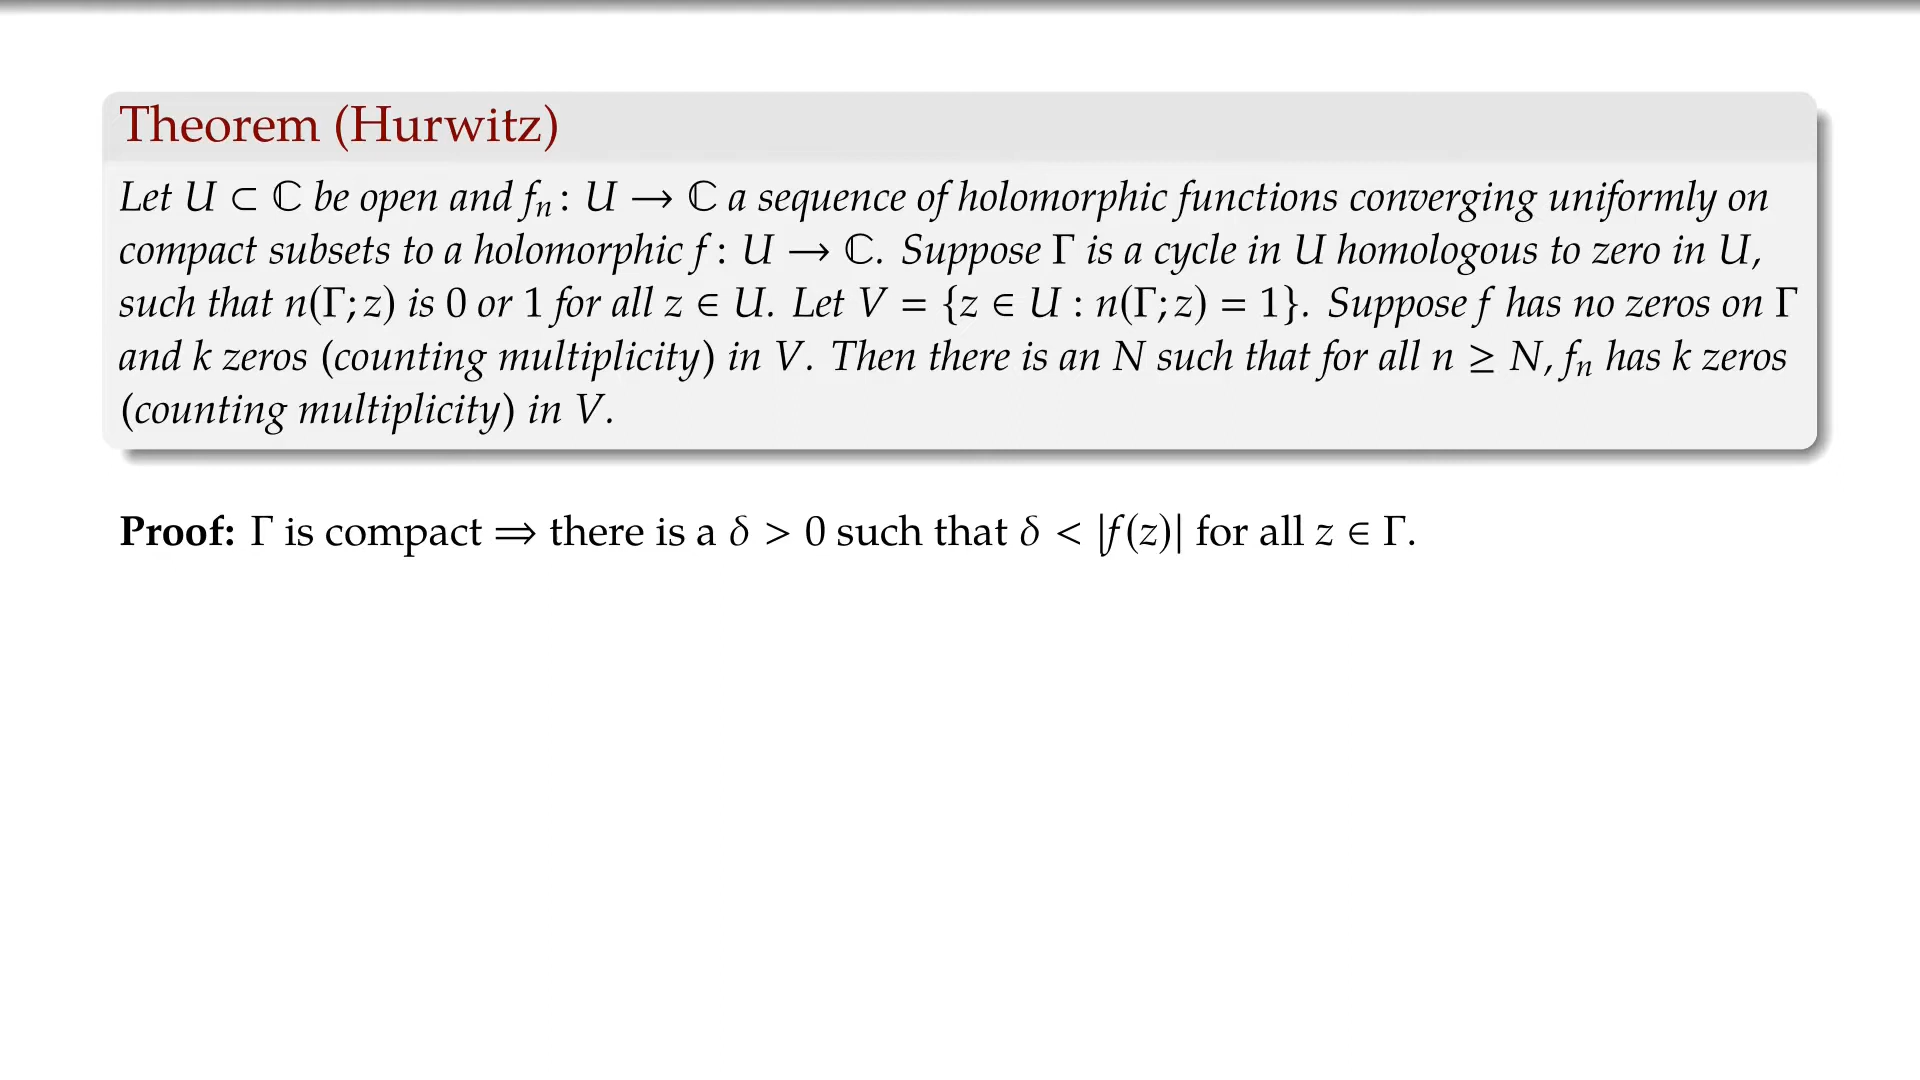 Theorem (Hurwitz)
Let U ⊂ ℂ be open and fₙ : U → ℂ a sequence of holomorphic functions converging uniformly on
compact subsets to a holomorphic f : U → ℂ. Suppose Γ is a cycle in U homologous to zero in U,
such that n(Γ; z) is 0 or 1 for all z ∈ U. Let V = {z ∈ U : n(Γ; z) = 1}. Suppose f has no zeros on Γ
and k zeros (counting multiplicity) in V. Then there is an N such that for all n ≥ N, fₙ has k zeros
(counting multiplicity) in V.
Proof: Γ is compact ⇒ there is a δ > 0 such that δ < |f(z)| for all z ∈ Γ.